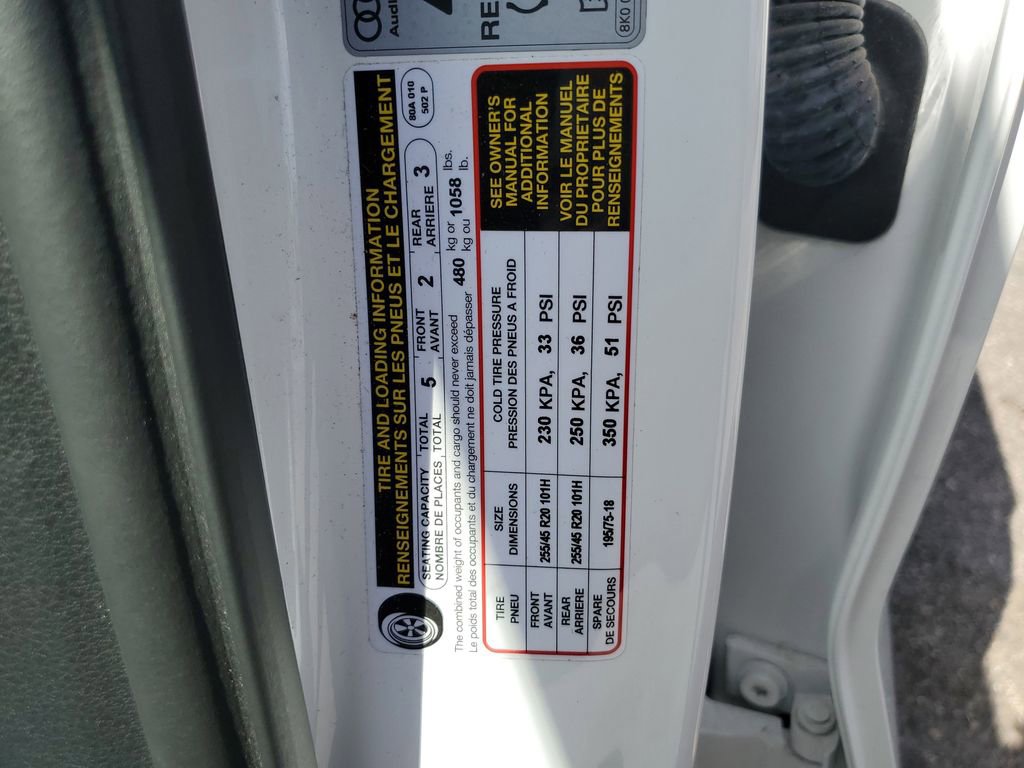 Audi
RE
8K0 0
TIRE AND LOADING INFORMATION
RENSEIGNEMENTS SUR LES PNEUS ET LE CHARGEMENT
80A 010
502 P
SEATING CAPACITY TOTAL 5 FRONT 2 REAR 3
NOMBRE DE PLACES TOTAL AVANT ARRIERE
The combined weight of occupants and cargo should never exceed 480 kg or 1058 lbs.
Le poids total des occupants et du chargement ne doit jamais dépasser kg ou lb.
TIRE SIZE COLD TIRE PRESSURE
PNEU DIMENSIONS PRESSION DES PNEUS À FROID
FRONT
AVANT 255/45 R20 101H 230 KPA, 33 PSI
REAR
ARRIERE 255/45 R20 101H 250 KPA, 36 PSI
SPARE
DE SECOURS 195/75-18 350 KPA, 51 PSI
SEE OWNER'S
MANUAL FOR
ADDITIONAL
INFORMATION
VOIR LE MANUEL
DU PROPRIETAIRE
POUR PLUS DE
RENSEIGNEMENTS